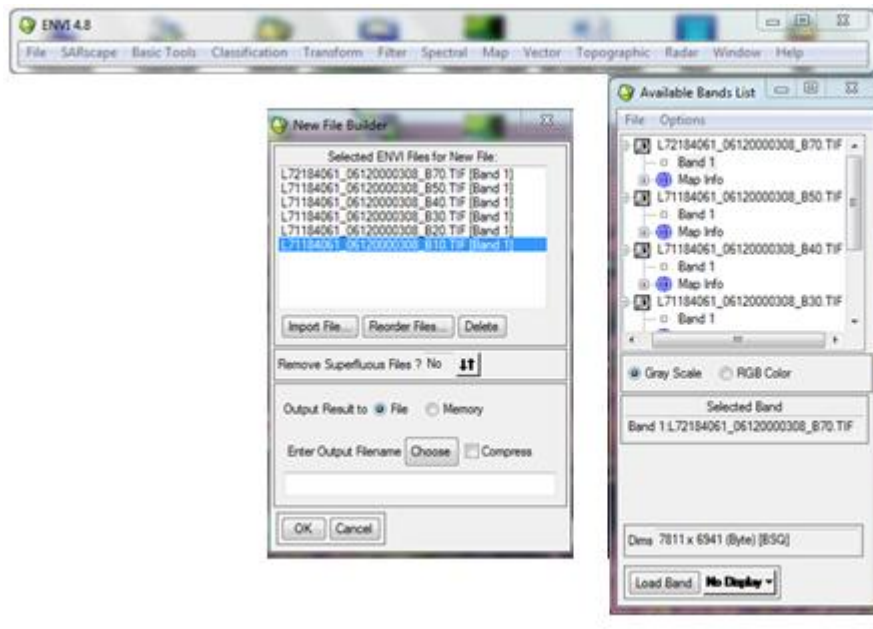 ENVI 4.8
File SARscape Basic Tools Classification Transform Filter Spectral Map Vector Topographic Radar Window Help
New File Builder
Selected ENVI Files for New File:
L72184061_06120000308_B70.TIF [Band 1]
L71184061_06120000308_B50.TIF [Band 1]
L71184061_06120000308_B40.TIF [Band 1]
L71184061_06120000308_B30.TIF [Band 1]
L71184061_06120000308_B20.TIF [Band 1]
L71184061_06120000308_B10.TIF [Band 1]
Import File... Reorder Files... Delete
Remove Superfluous Files ? No
Output Result to File Memory
Enter Output Filename Choose Compress
OK Cancel
Available Bands List
File Options
L72184061_06120000308_B70.TIF
Band 1
Map Info
L71184061_06120000308_B50.TIF
Band 1
Map Info
L71184061_06120000308_B40.TIF
Band 1
Map Info
L71184061_06120000308_B30.TIF
Band 1
Gray Scale RGB Color
Selected Band
Band 1:L72184061_06120000308_B70.TIF
Dims 7811 x 6941 (Byte) [BSQ]
Load Band No Display